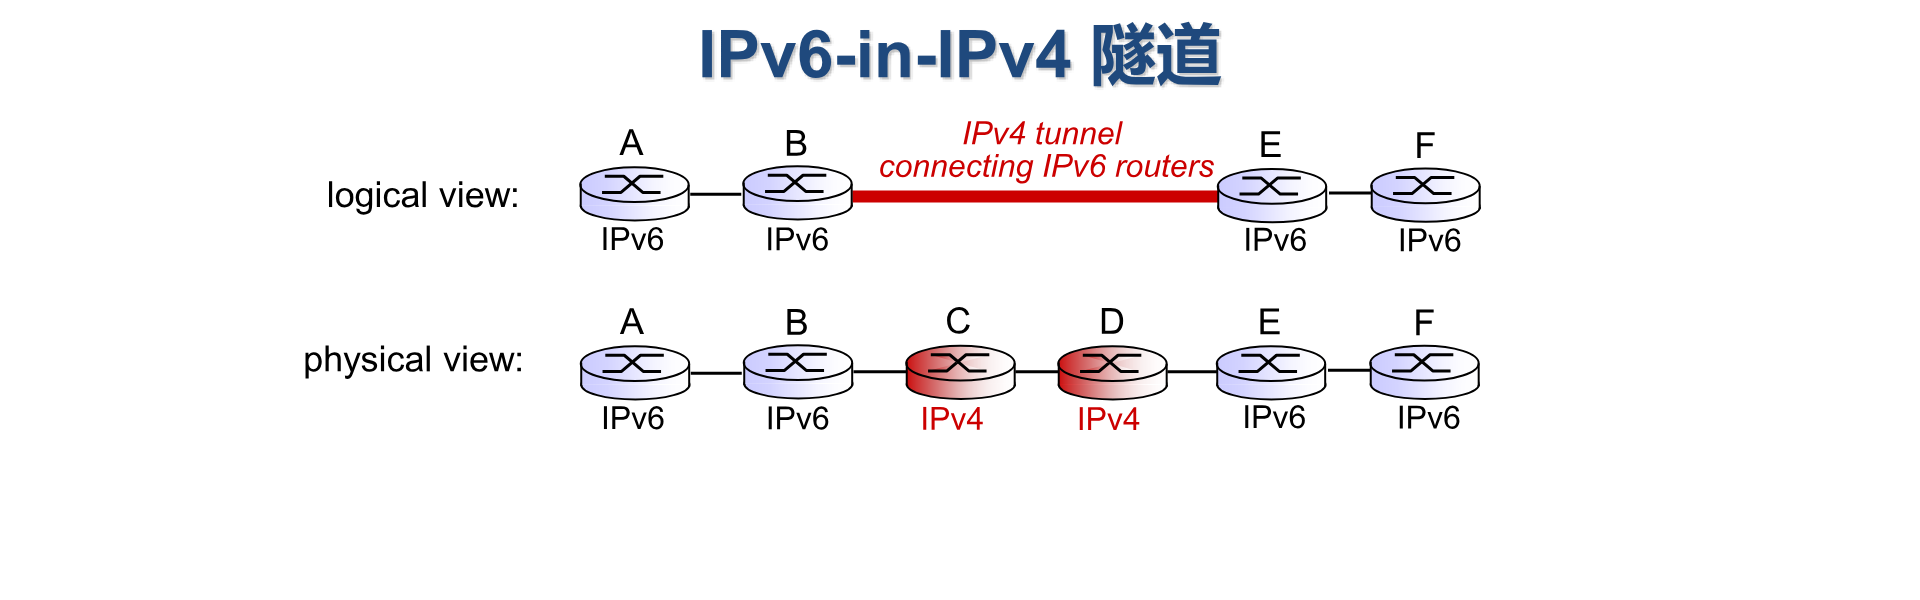 IPv6-in-IPv4 隧道
IPv4 tunnel
connecting IPv6 routers
A B E F
logical view:
IPv6 IPv6 IPv6 IPv6
A B C D E F
physical view:
IPv6 IPv6 IPv4 IPv4 IPv6 IPv6